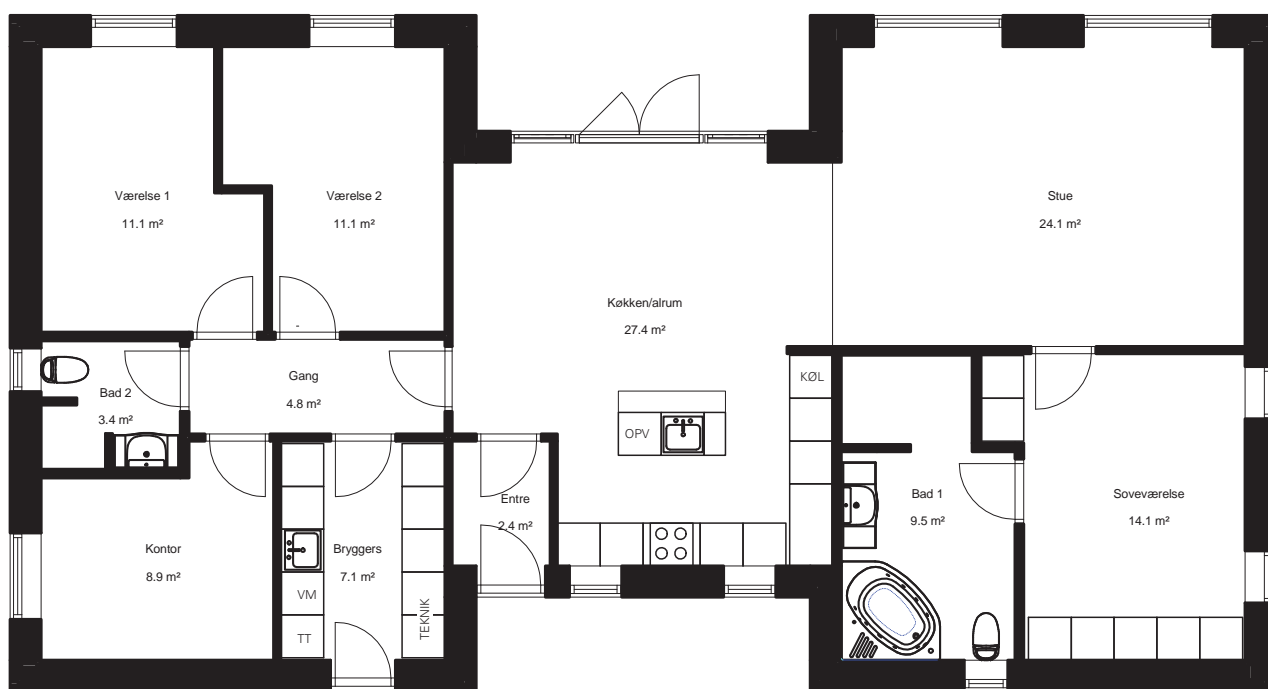 Værelse 1
11.1 m²
Værelse 2
11.1 m²
Stue
24.1 m²
Køkken/alrum
27.4 m²
Gang
4.8 m²
KØL
Bad 2
3.4 m²
OPV
Entre
2.4 m²
Bad 1
9.5 m²
Soveværelse
14.1 m²
Kontor
8.9 m²
Bryggers
7.1 m²
VM
TT
TEKNIK